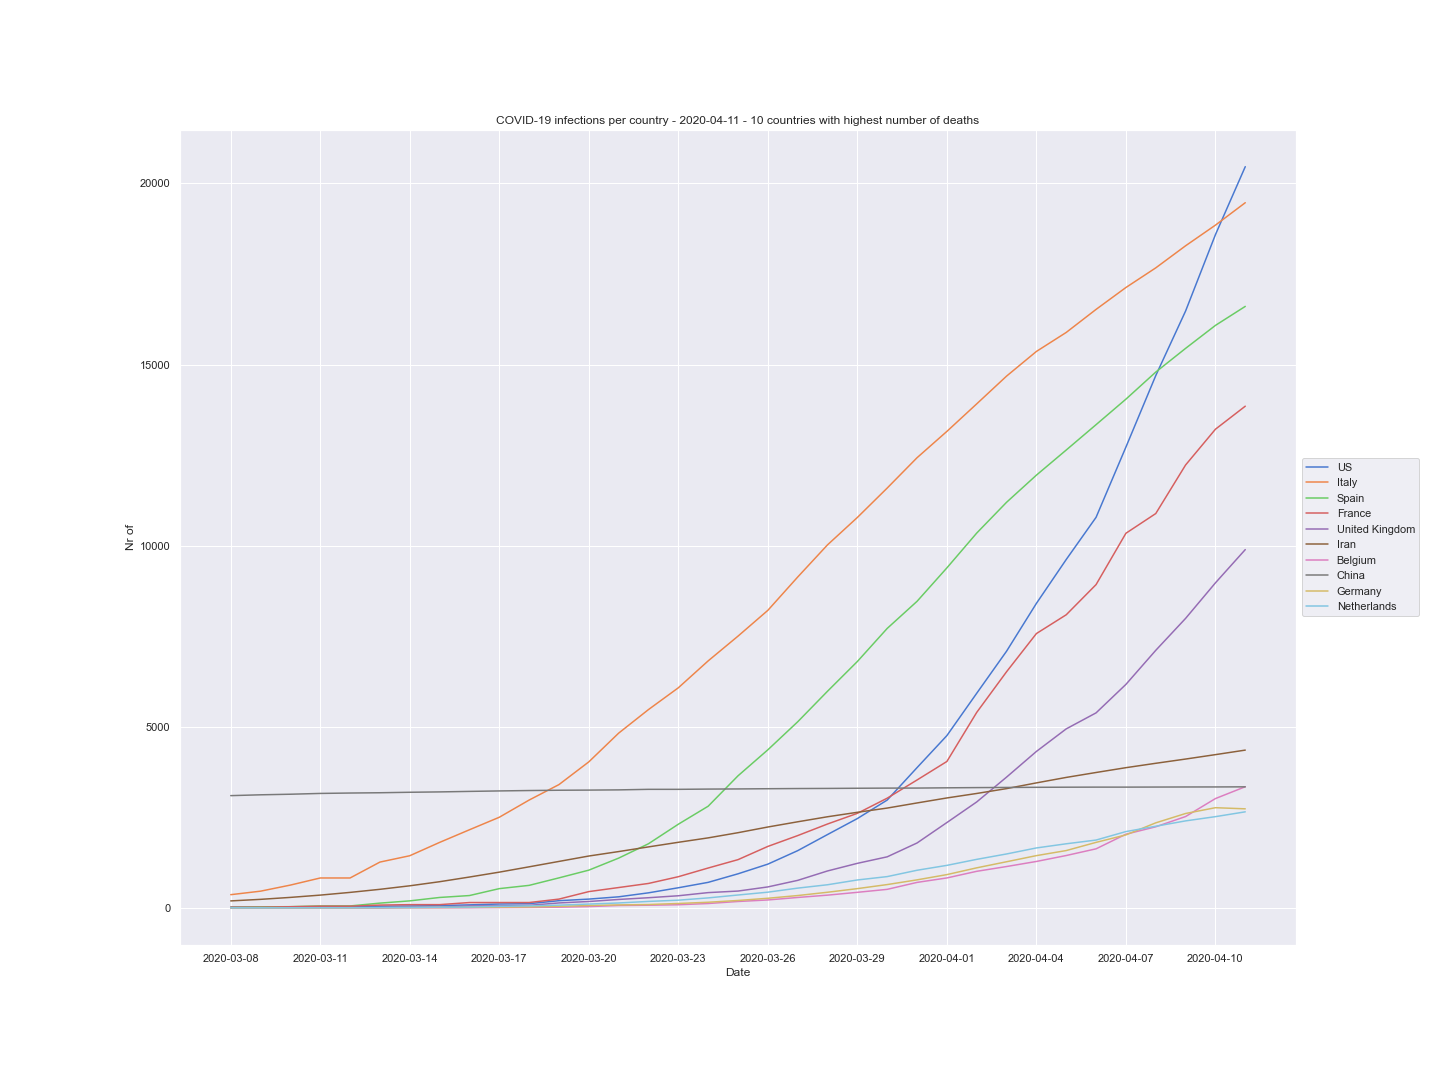 COVID-19 infections per country - 2020-04-11 - 10 countries with highest number of deaths
20000
15000
10000
5000
0
Nr of
2020-03-08 2020-03-11 2020-03-14 2020-03-17 2020-03-20 2020-03-23 2020-03-26 2020-03-29 2020-04-01 2020-04-04 2020-04-07 2020-04-10
Date
US
Italy
Spain
France
United Kingdom
Iran
Belgium
China
Germany
Netherlands